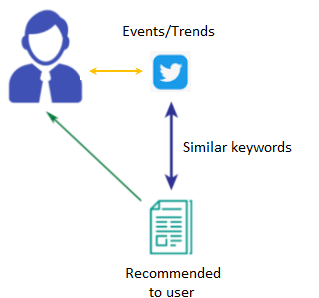 Events/Trends
Similar keywords
Recommended
to user